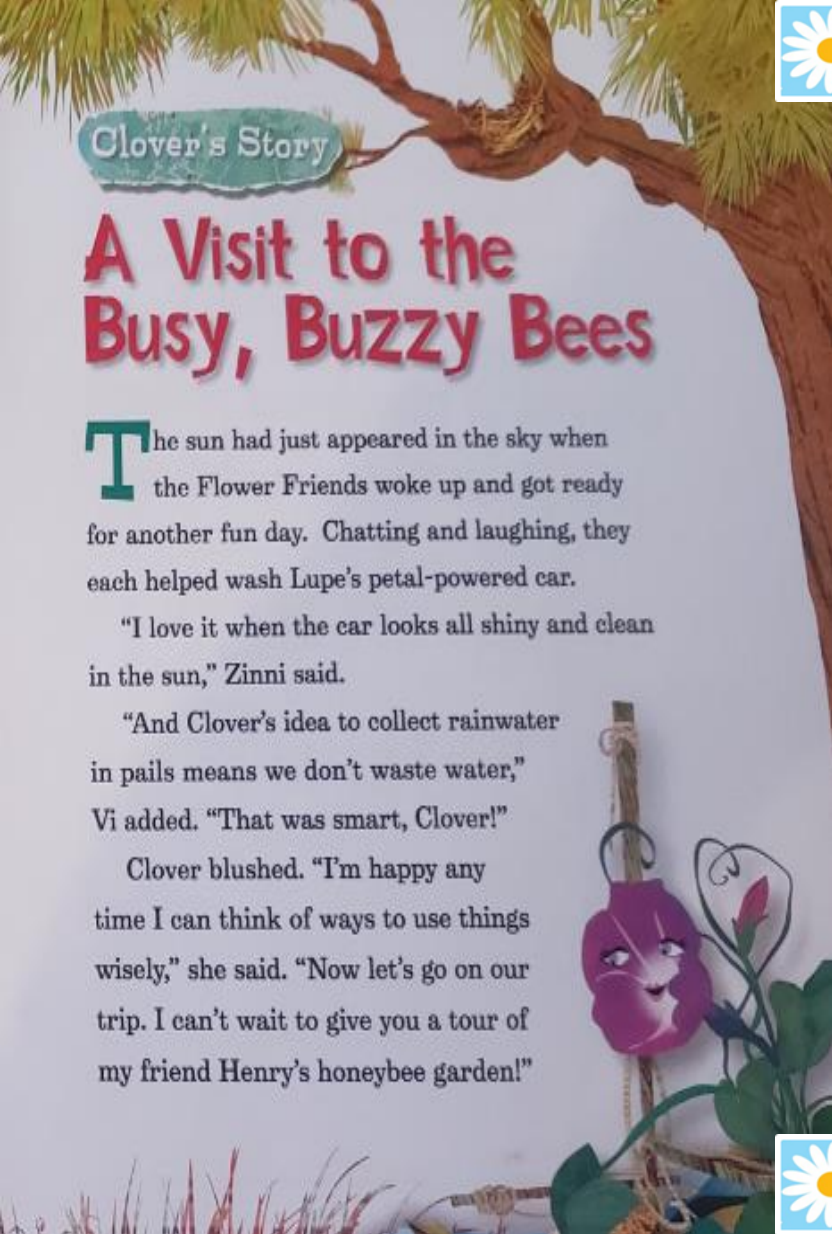 Clover's Story
A Visit to the
Busy, Buzzy Bees
The sun had just appeared in the sky when
the Flower Friends woke up and got ready
for another fun day. Chatting and laughing, they
each helped wash Lupe's petal-powered car.
“I love it when the car looks all shiny and clean
in the sun,” Zinni said.
“And Clover's idea to collect rainwater
in pails means we don't waste water,”
Vi added. “That was smart, Clover!”
Clover blushed. “I'm happy any
time I can think of ways to use things
wisely,” she said. “Now let's go on our
trip. I can't wait to give you a tour of
my friend Henry's honeybee garden!”